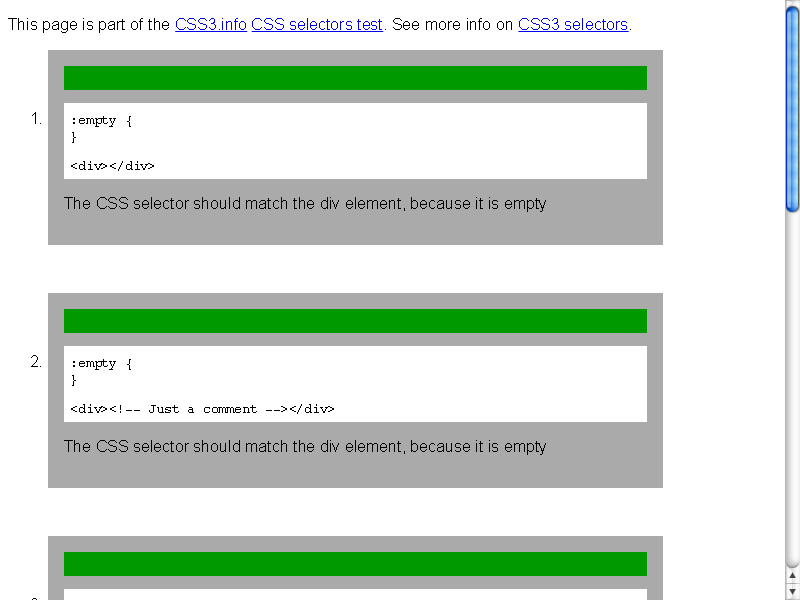 This page is part of the CSS3.info CSS selectors test. See more info on CSS3 selectors.
1.
:empty {
}
<div></div>
The CSS selector should match the div element, because it is empty
2.
:empty {
}
<div><!-- Just a comment --></div>
The CSS selector should match the div element, because it is empty